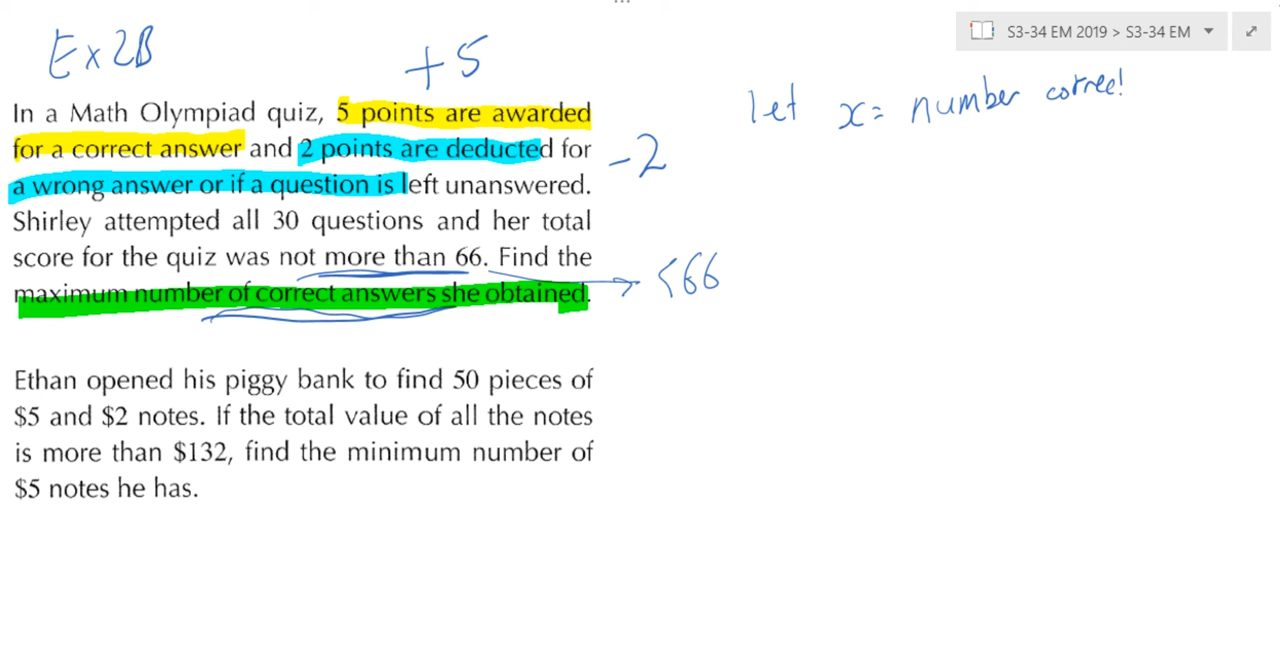 S3-34 EM 2019 > S3-34 EM
Ex 2B
+5
let x = number correc
In a Math Olympiad quiz, 5 points are awarded
for a correct answer and 2 points are deducted for
-2
a wrong answer or if a question is left unanswered.
Shirley attempted all 30 questions and her total
score for the quiz was not more than 66. Find the
<66
maximum number of correct answers she obtained.
Ethan opened his piggy bank to find 50 pieces of
$5 and $2 notes. If the total value of all the notes
is more than $132, find the minimum number of
$5 notes he has.